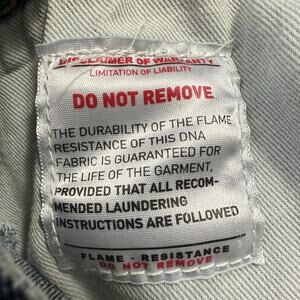 DISCLAIMER OF WARRANTY
LIMITATION OF LIABILITY
DO NOT REMOVE
THE DURABILITY OF THE FLAME
RESISTANCE OF THIS DNA
FABRIC IS GUARANTEED FOR
THE LIFE OF THE GARMENT,
PROVIDED THAT ALL RECOM-
MENDED LAUNDERING
INSTRUCTIONS ARE FOLLOWED
FLAME - RESISTANCE
DO NOT REMOVE